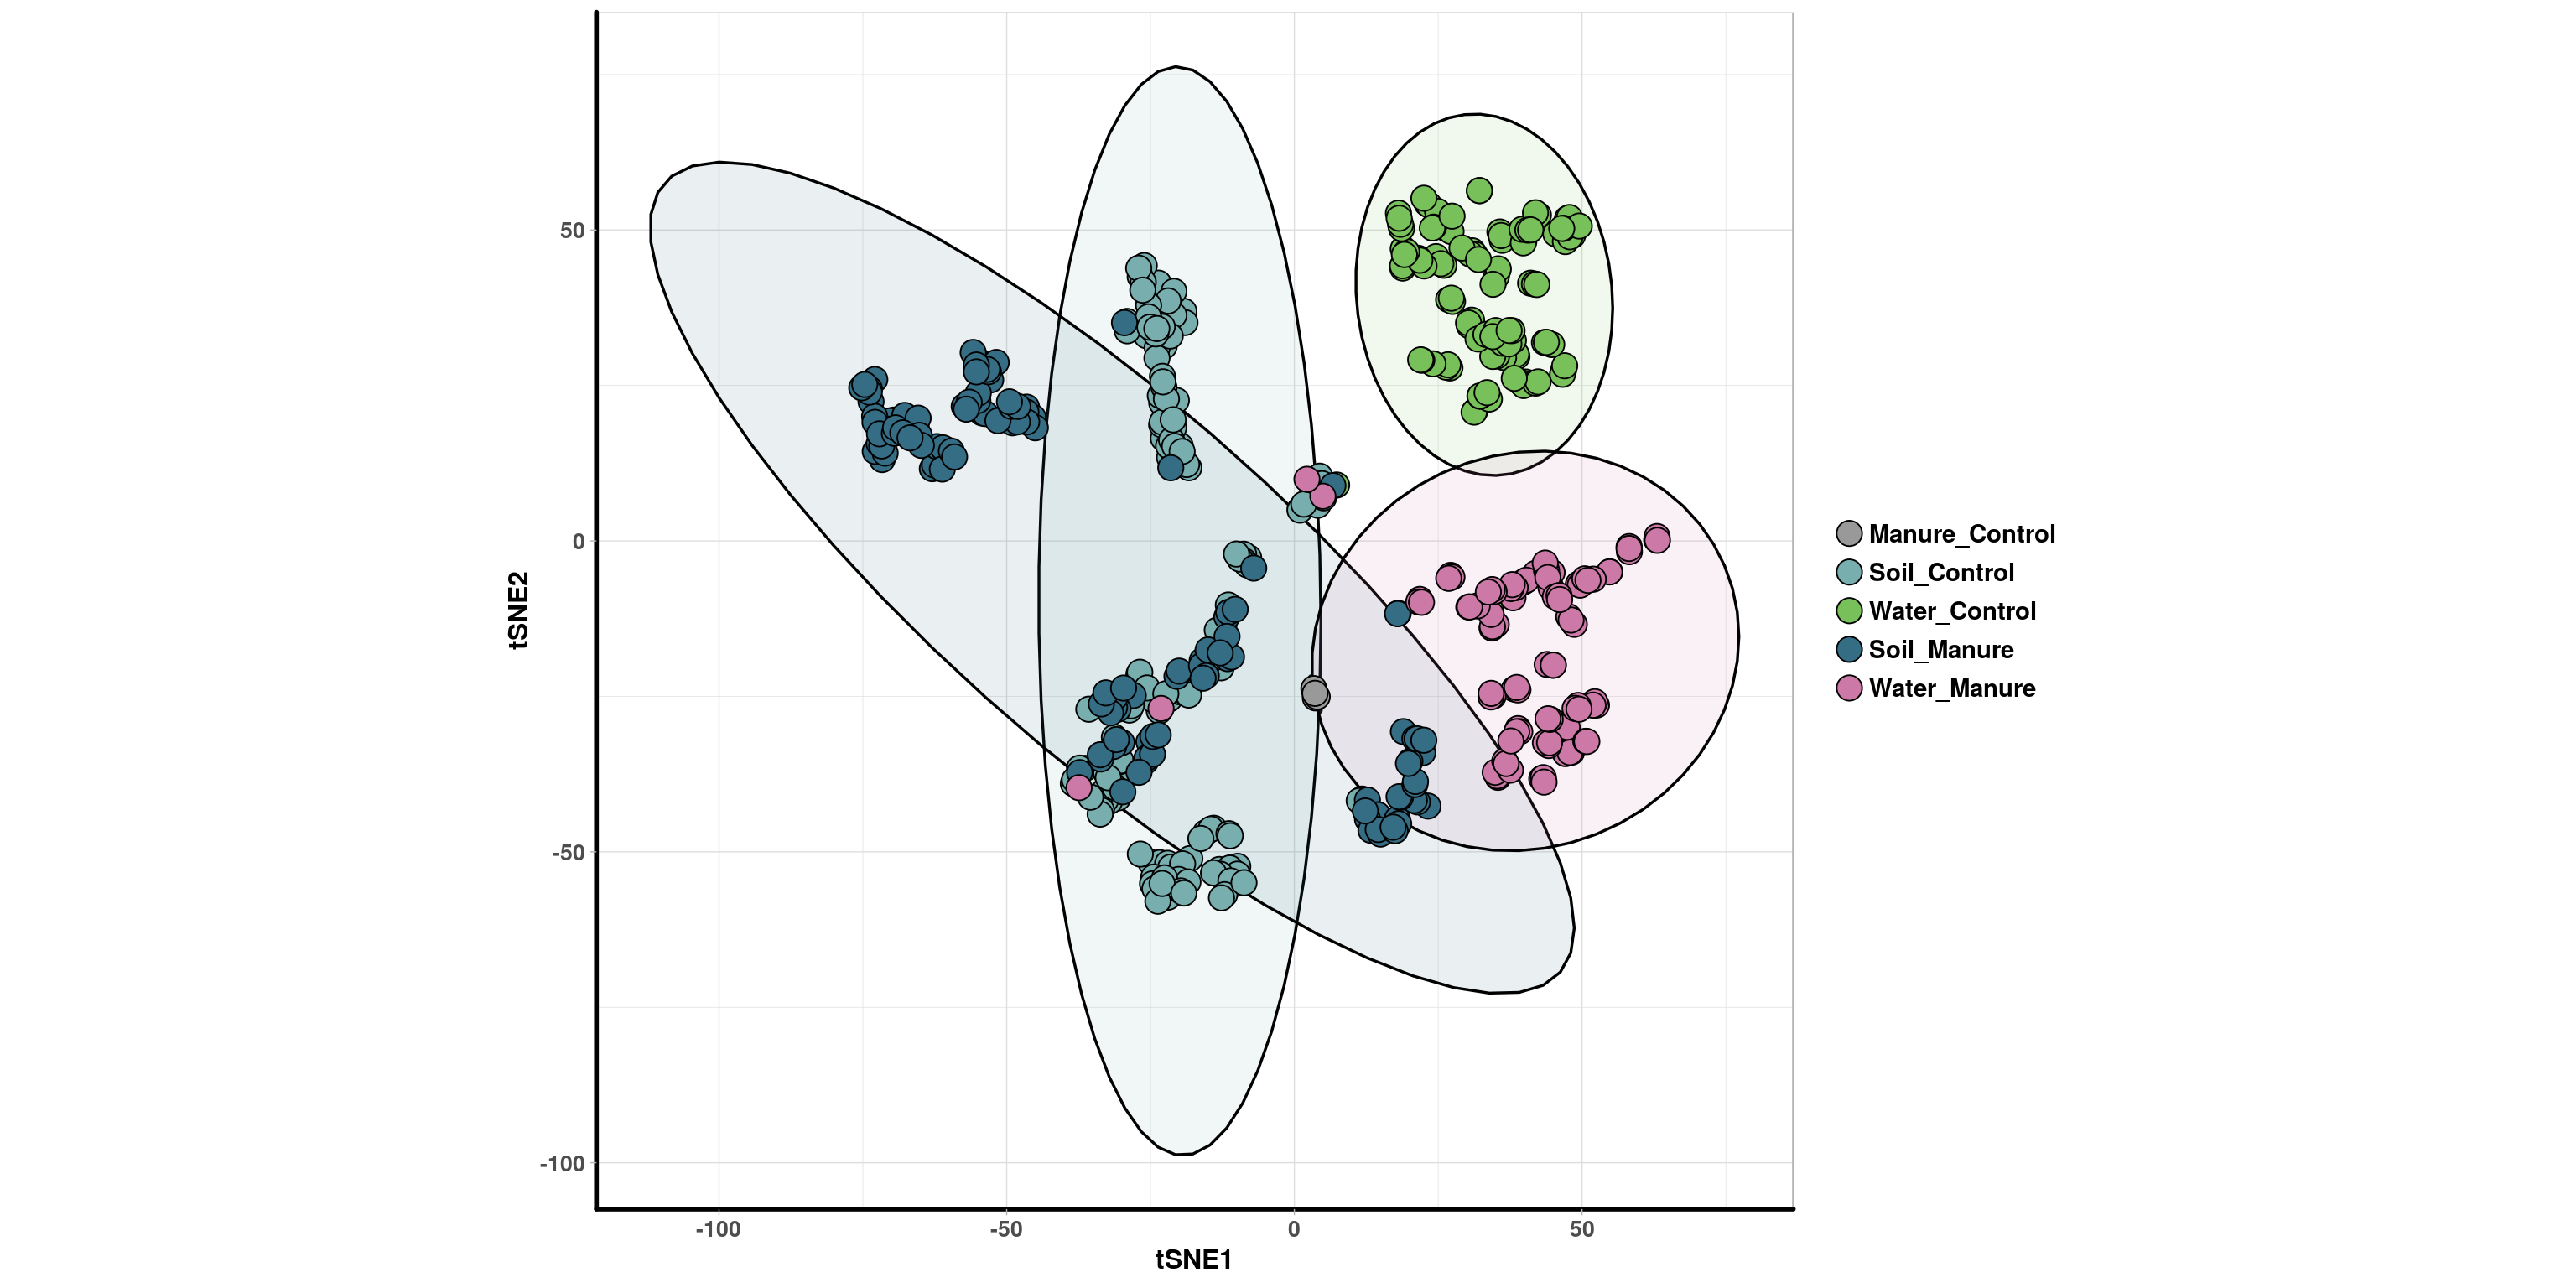 50
0
-50
-100
tSNE2
-100
-50
0
50
tSNE1
Manure_Control
Soil_Control
Water_Control
Soil_Manure
Water_Manure